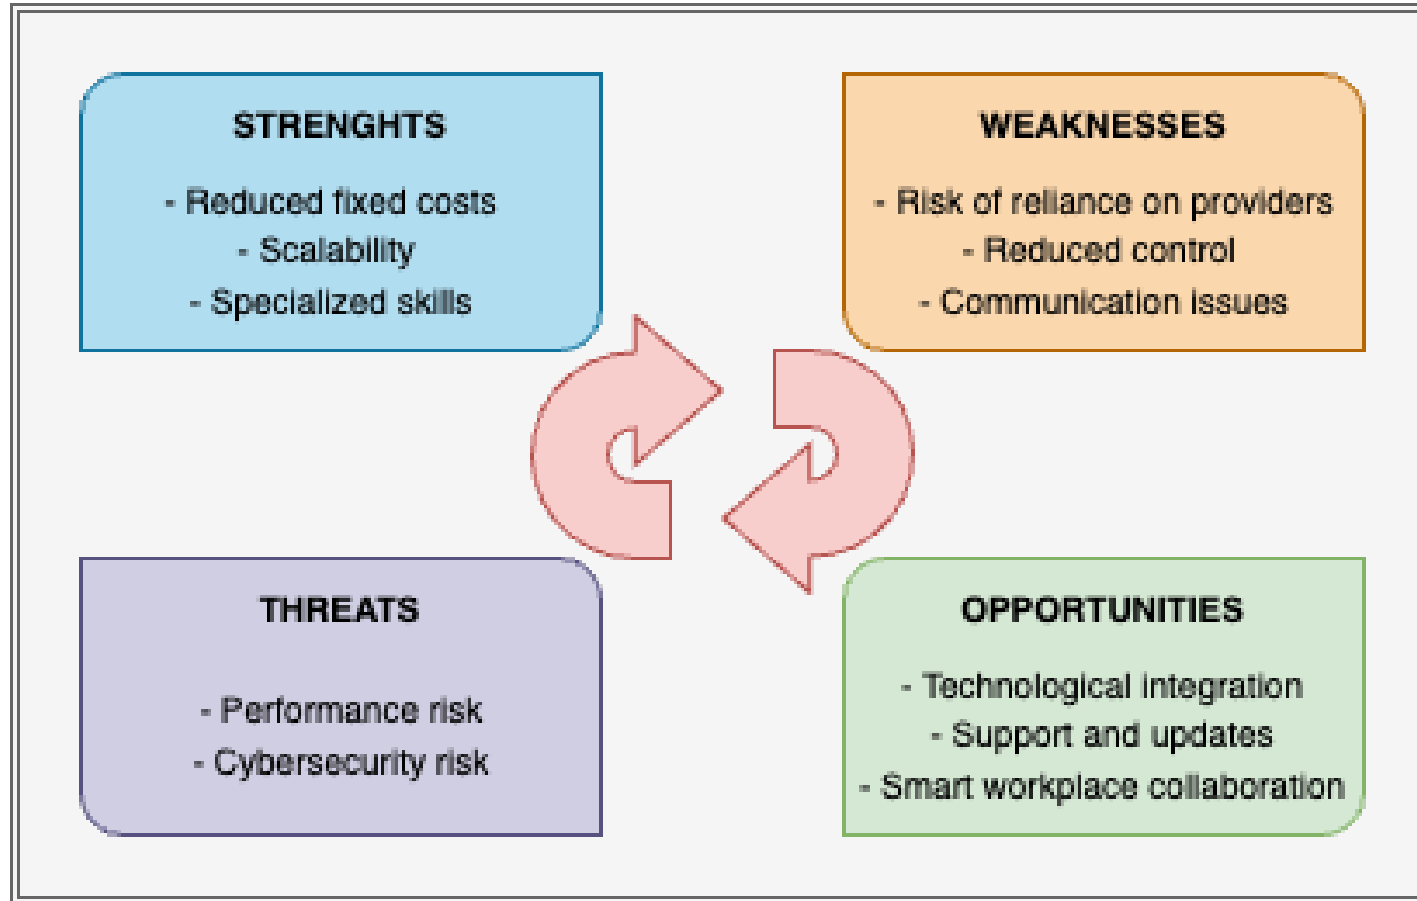 STRENGHTS
- Reduced fixed costs
- Scalability
- Specialized skills
WEAKNESSES
- Risk of reliance on providers
- Reduced control
- Communication issues
THREATS
- Performance risk
- Cybersecurity risk
OPPORTUNITIES
- Technological integration
- Support and updates
- Smart workplace collaboration